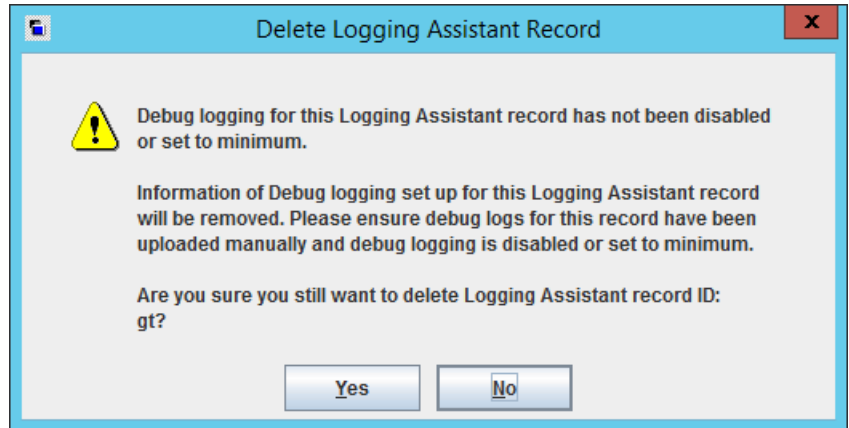 Delete Logging Assistant Record
x
Debug logging for this Logging Assistant record has not been disabled
or set to minimum.
Information of Debug logging set up for this Logging Assistant record
will be removed. Please ensure debug logs for this record have been
uploaded manually and debug logging is disabled or set to minimum.
Are you sure you still want to delete Logging Assistant record ID:
gt?
Yes No